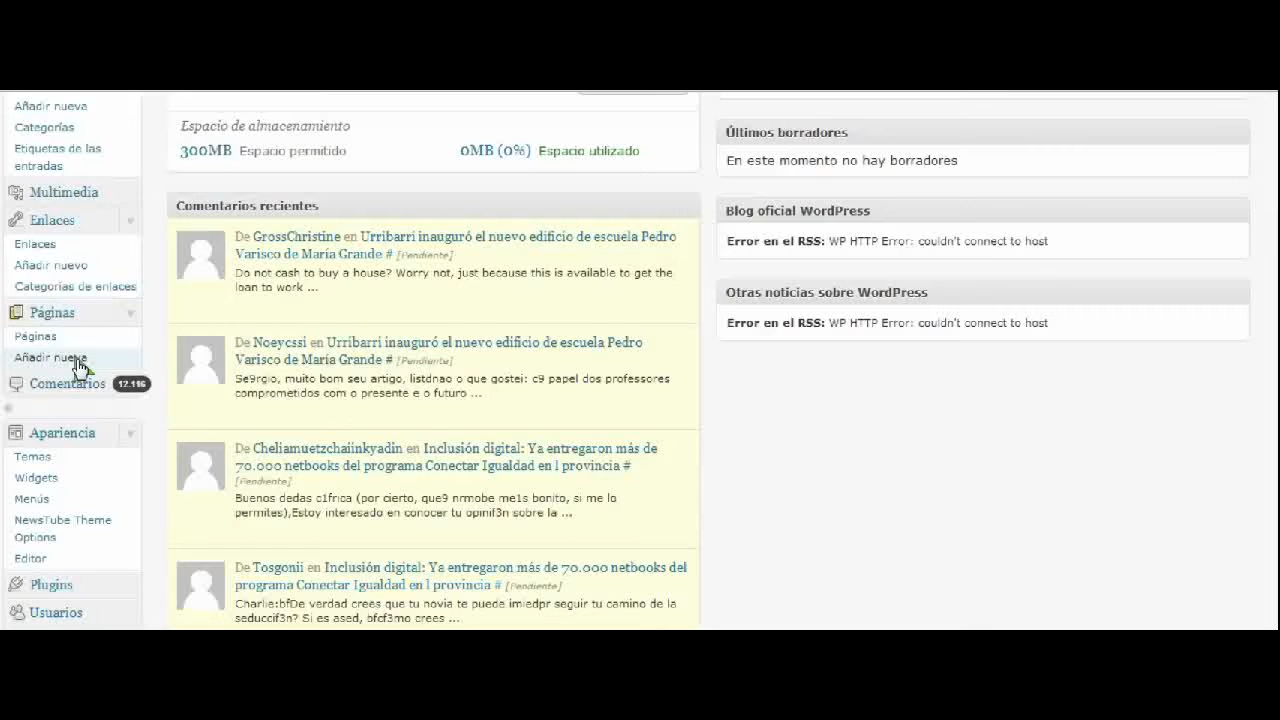 Añadir nueva
Categorías
Etiquetas de las
entradas
Multimedia
Enlaces
Enlaces
Añadir nuevo
Categorías de enlaces
Páginas
Páginas
Añadir nueva
Comentarios 12.116
Apariencia
Temas
Widgets
Menús
NewsTube Theme
Options
Editor
Plugins
Usuarios
Espacio de almacenamiento
300MB Espacio permitido 0MB (0%) Espacio utilizado
Comentarios recientes
De GrossChristine en Urribarri inauguró el nuevo edificio de escuela Pedro
Varisco de María Grande # [Pendiente]
Do not cash to buy a house? Worry not, just because this is available to get the
loan to work ...
De Noeycssi en Urribarri inauguró el nuevo edificio de escuela Pedro
Varisco de María Grande # [Pendiente]
Se9rgio, muito bom seu artigo, listdnao o que gostei: c9 papel dos professores
comprometidos com o presente e o futuro ...
De Cheliamuetzchaiinkyadin en Inclusión digital: Ya entregaron más de
70.000 netbooks del programa Conectar Igualdad en l provincia #
[Pendiente]
Buenos dedas c1frica (por cierto, que9 nrmobe me1s bonito, si me lo
permites),Estoy interesado en conocer tu opinif3n sobre la ...
De Tosgonii en Inclusión digital: Ya entregaron más de 70.000 netbooks del
programa Conectar Igualdad en l provincia # [Pendiente]
Charlie:bfDe verdad crees que tu novia te puede imiedpr seguir tu camino de la
seduccif3n? Si es ased, bfcf3mo crees ...
Últimos borradores
En este momento no hay borradores
Blog oficial WordPress
Error en el RSS: WP HTTP Error: couldn't connect to host
Otras noticias sobre WordPress
Error en el RSS: WP HTTP Error: couldn't connect to host